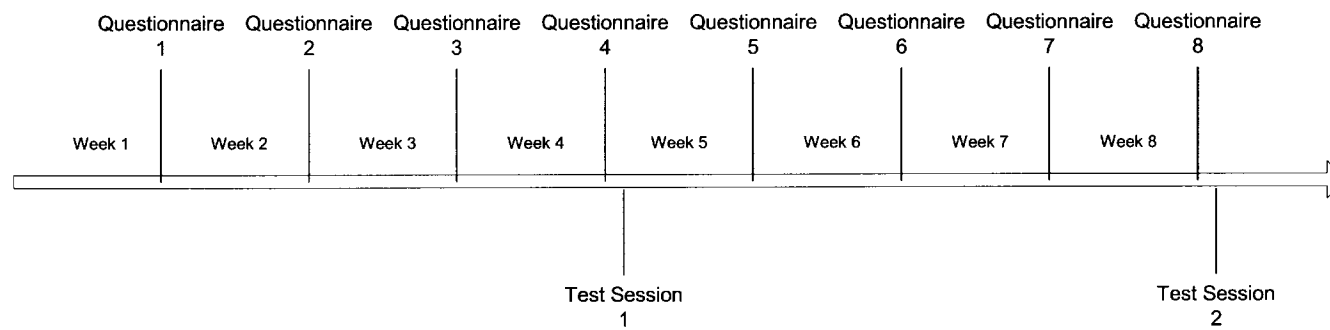 Questionnaire Questionnaire Questionnaire Questionnaire Questionnaire Questionnaire Questionnaire Questionnaire
1 2 3 4 5 6 7 8
Week 1 Week 2 Week 3 Week 4 Week 5 Week 6 Week 7 Week 8
Test Session Test Session
1 2